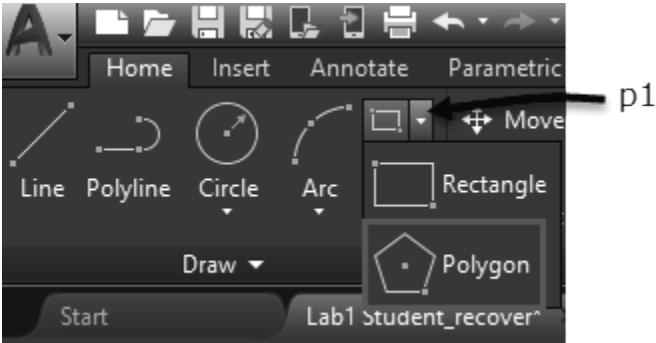 A
Home Insert Annotate Parametric
p1
Move
Line Polyline Circle Arc
Rectangle
Polygon
Draw
Start Lab1 Student_recover*